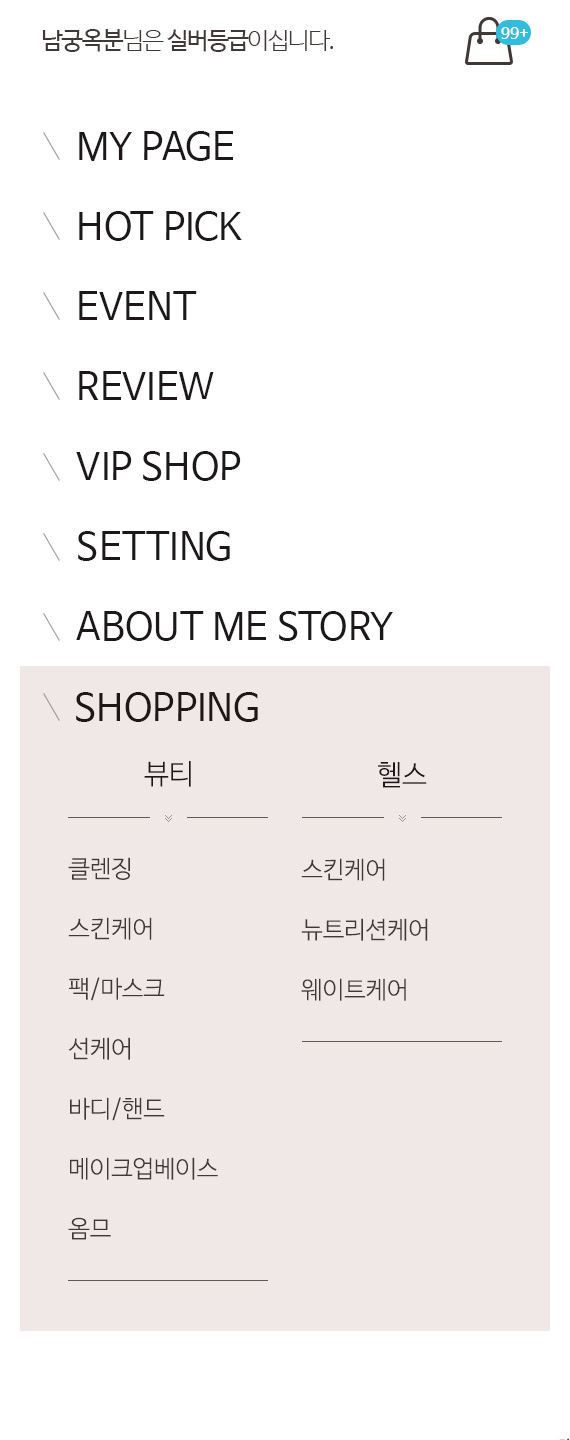 남궁옥분님은 실버등급이십니다.
99+
MY PAGE
HOT PICK
EVENT
REVIEW
VIP SHOP
SETTING
ABOUT ME STORY
SHOPPING
뷰티
클렌징
스킨케어
팩/마스크
선케어
바디/핸드
메이크업베이스
옴므
헬스
스킨케어
뉴트리션케어
웨이트케어